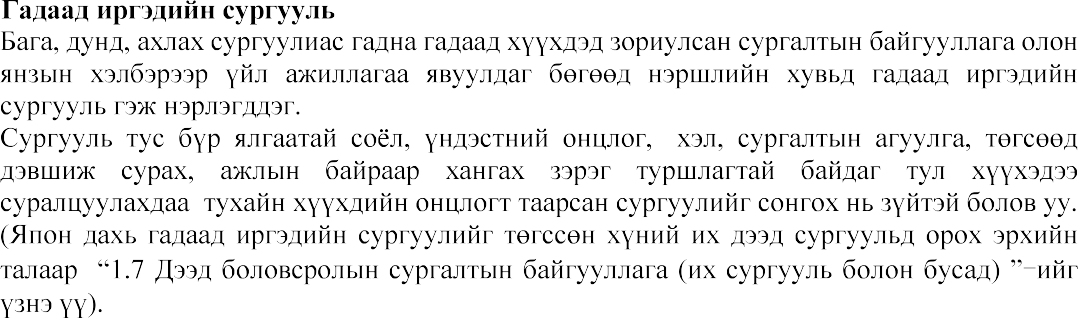 Гадаад иргэдийн сургууль
Бага, дунд, ахлах сургуулиас гадна гадаад хүүхдэд зориулсан сургалтын байгууллага олон
янзын хэлбэрээр үйл ажиллагаа явуулдаг бөгөөд нэршлийн хувьд гадаад иргэдийн
сургууль гэж нэрлэгддэг.
Сургууль тус бүр ялгаатай соёл, үндэстний онцлог, хэл, сургалтын агуулга, төгсөөд
дэвшиж сурах, ажлын байраар хангах зэрэг туршлагтай байдаг тул хүүхэдээ
суралцуулахдаа тухайн хүүхдийн онцлогт таарсан сургуулийг сонгох нь зүйтэй болов уу.
(Япон дахь гадаад иргэдийн сургуулийг төгссөн хүний их дээд сургуульд орох эрхийн
талаар “1.7 Дээд боловсролын сургалтын байгууллага (их сургууль болон бусад) ”-ийг
үзнэ үү).